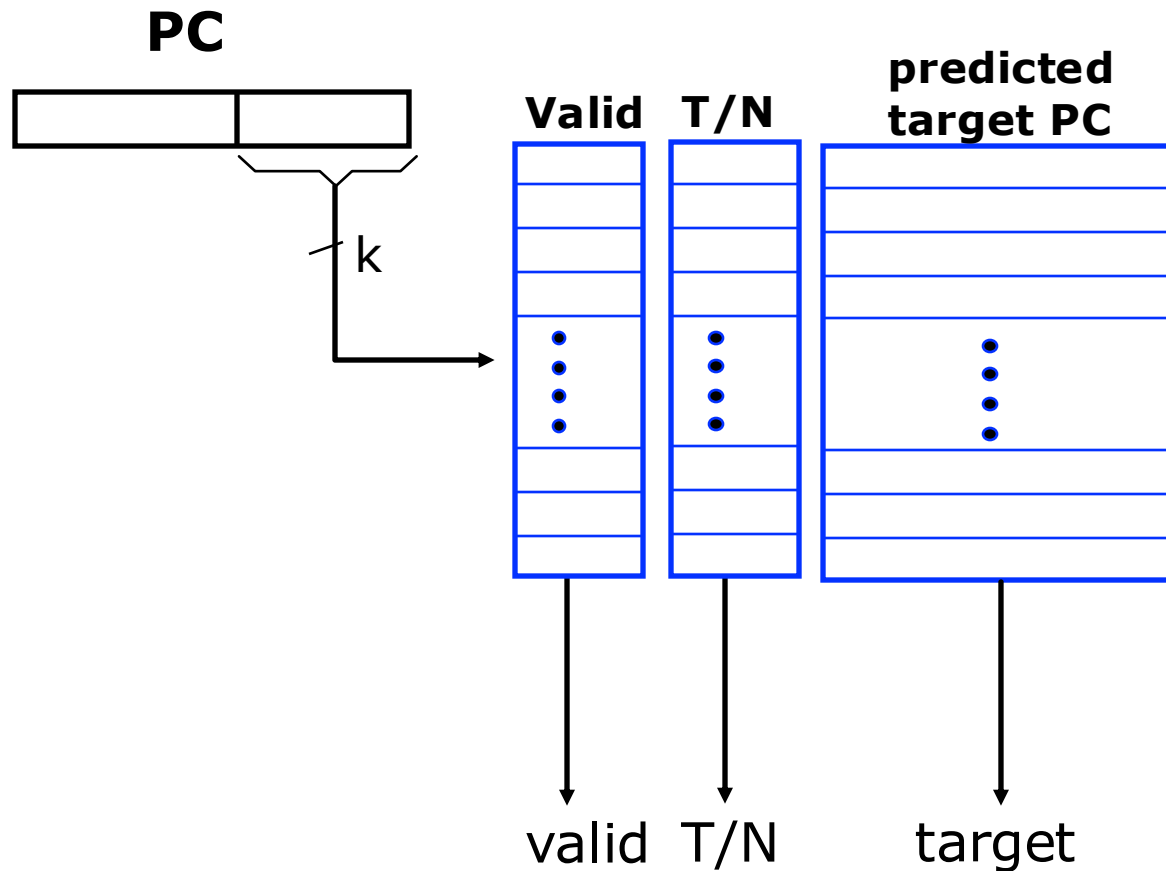 PC
k
Valid
T/N
predicted
target PC
valid
T/N
target